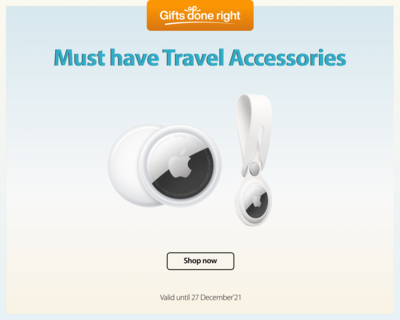 Gifts done right
Must have Travel Accessories
Shop now
Valid until 27 December'21